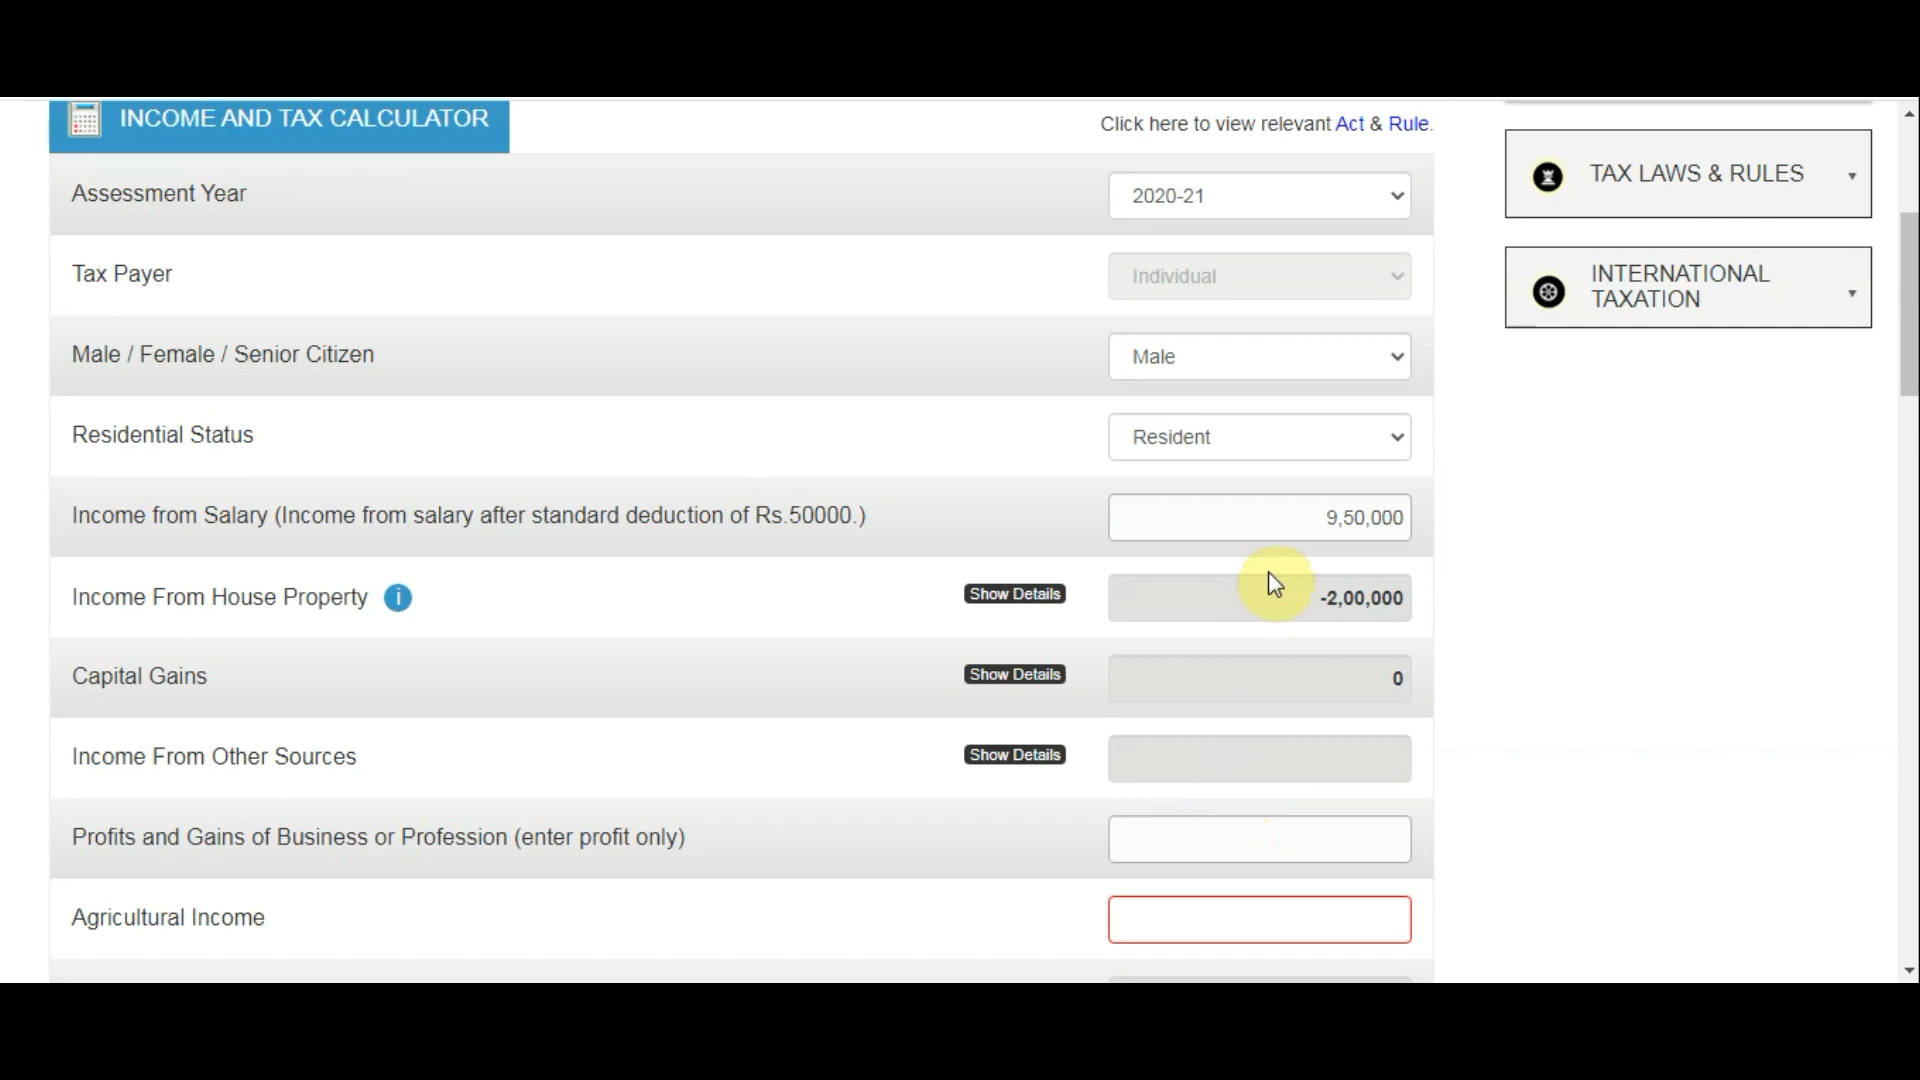 INCOME AND TAX CALCULATOR
Click here to view relevant Act & Rule.
Assessment Year
2020-21
Tax Payer
Individual
Male / Female / Senior Citizen
Male
Residential Status
Resident
Income from Salary (Income from salary after standard deduction of Rs.50000.)
9,50,000
Income From House Property i
Show Details
-2,00,000
Capital Gains
Show Details
0
Income From Other Sources
Show Details
Profits and Gains of Business or Profession (enter profit only)
Agricultural Income
TAX LAWS & RULES
INTERNATIONAL
TAXATION